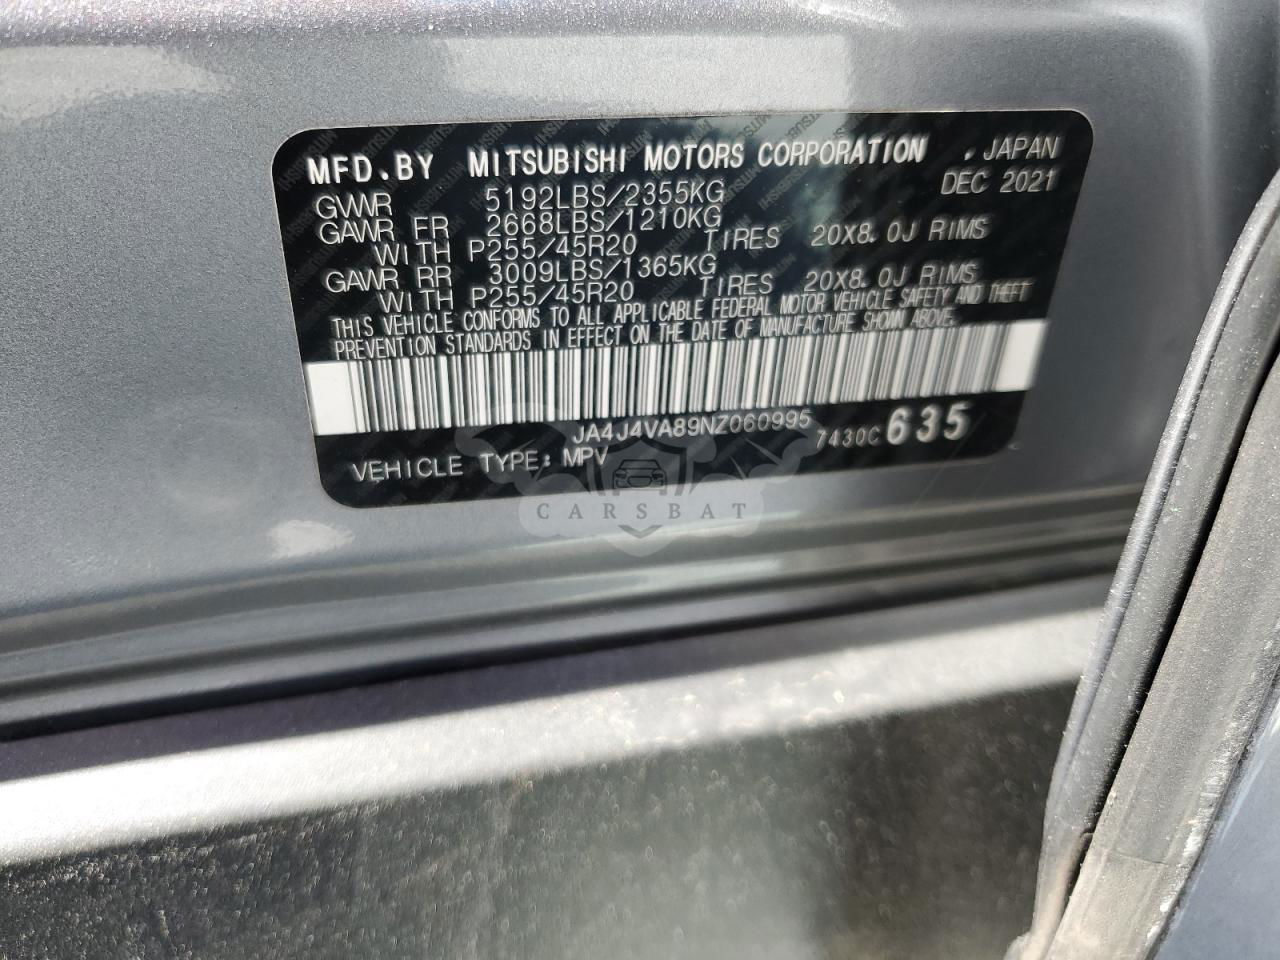 MFD.BY MITSUBISHI MOTORS CORPORATION , JAPAN
DEC 2021
GVWR 5192LBS/2355KG
GAWR FR 2668LBS/1210KG
WITH P255/45R20 TIRES 20X8.0J RIMS
GAWR RR 3009LBS/1365KG
WITH P255/45R20 TIRES 20X8.0J RIMS
THIS VEHICLE CONFORMS TO ALL APPLICABLE FEDERAL MOTOR VEHICLE SAFETY AND THEFT
PREVENTION STANDARDS IN EFFECT ON THE DATE OF MANUFACTURE SHOWN ABOVE.
JA4J4VA89NZ060995 7430C 635
VEHICLE TYPE: MPV
CARSBAT